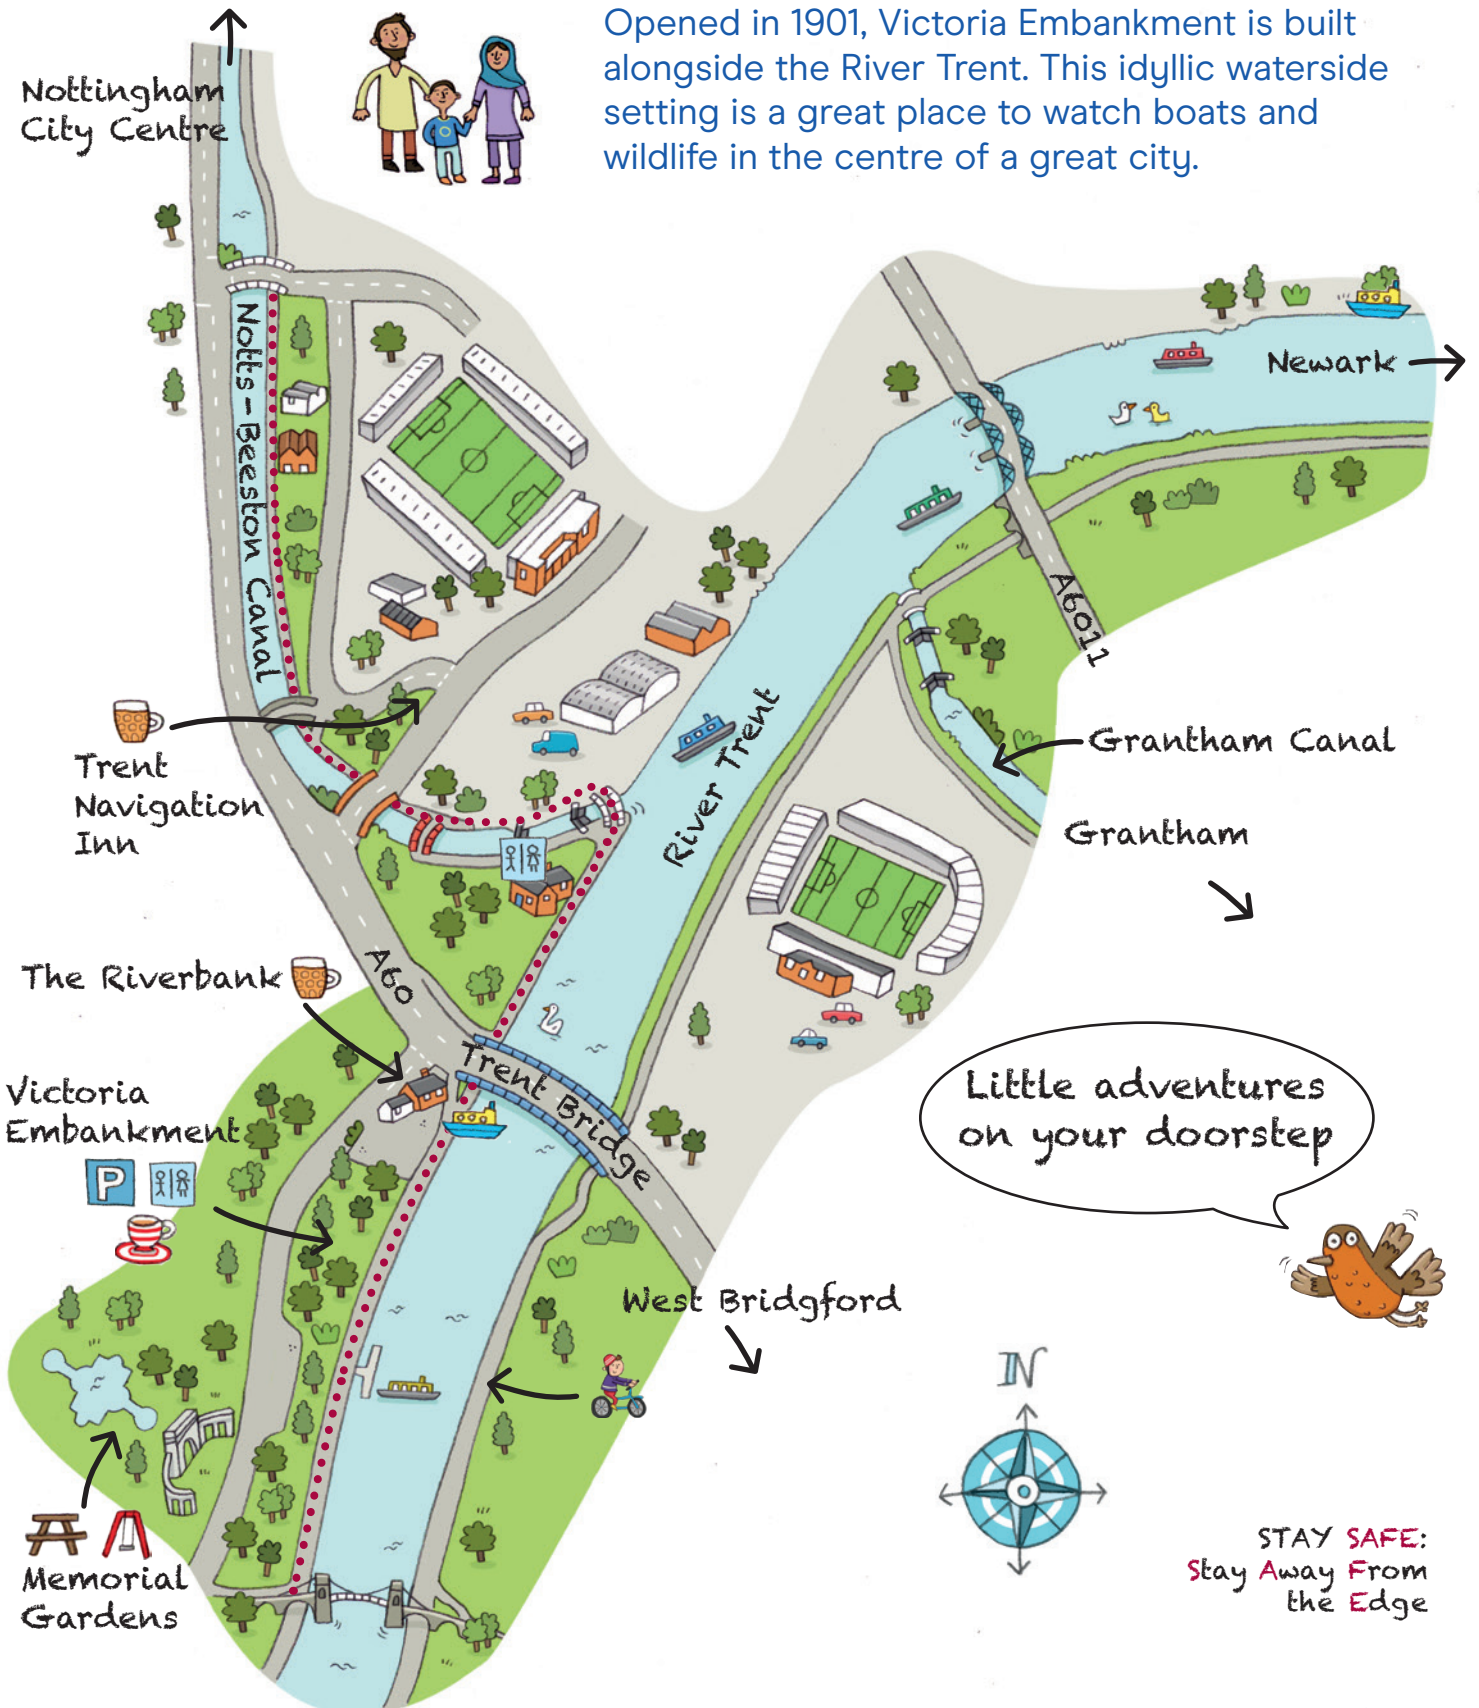 Opened in 1901, Victoria Embankment is built
alongside the River Trent. This idyllic waterside
setting is a great place to watch boats and
wildlife in the centre of a great city.
Nottingham
City Centre
Newark
Notts-Beeston Canal
A6011
River Trent
Grantham Canal
Trent
Navigation
Inn
Grantham
The Riverbank
A60
Trent Bridge
Victoria
Embankment
P
Little adventures
on your doorstep
West Bridgford
N
Memorial
Gardens
STAY SAFE:
Stay Away From
the Edge